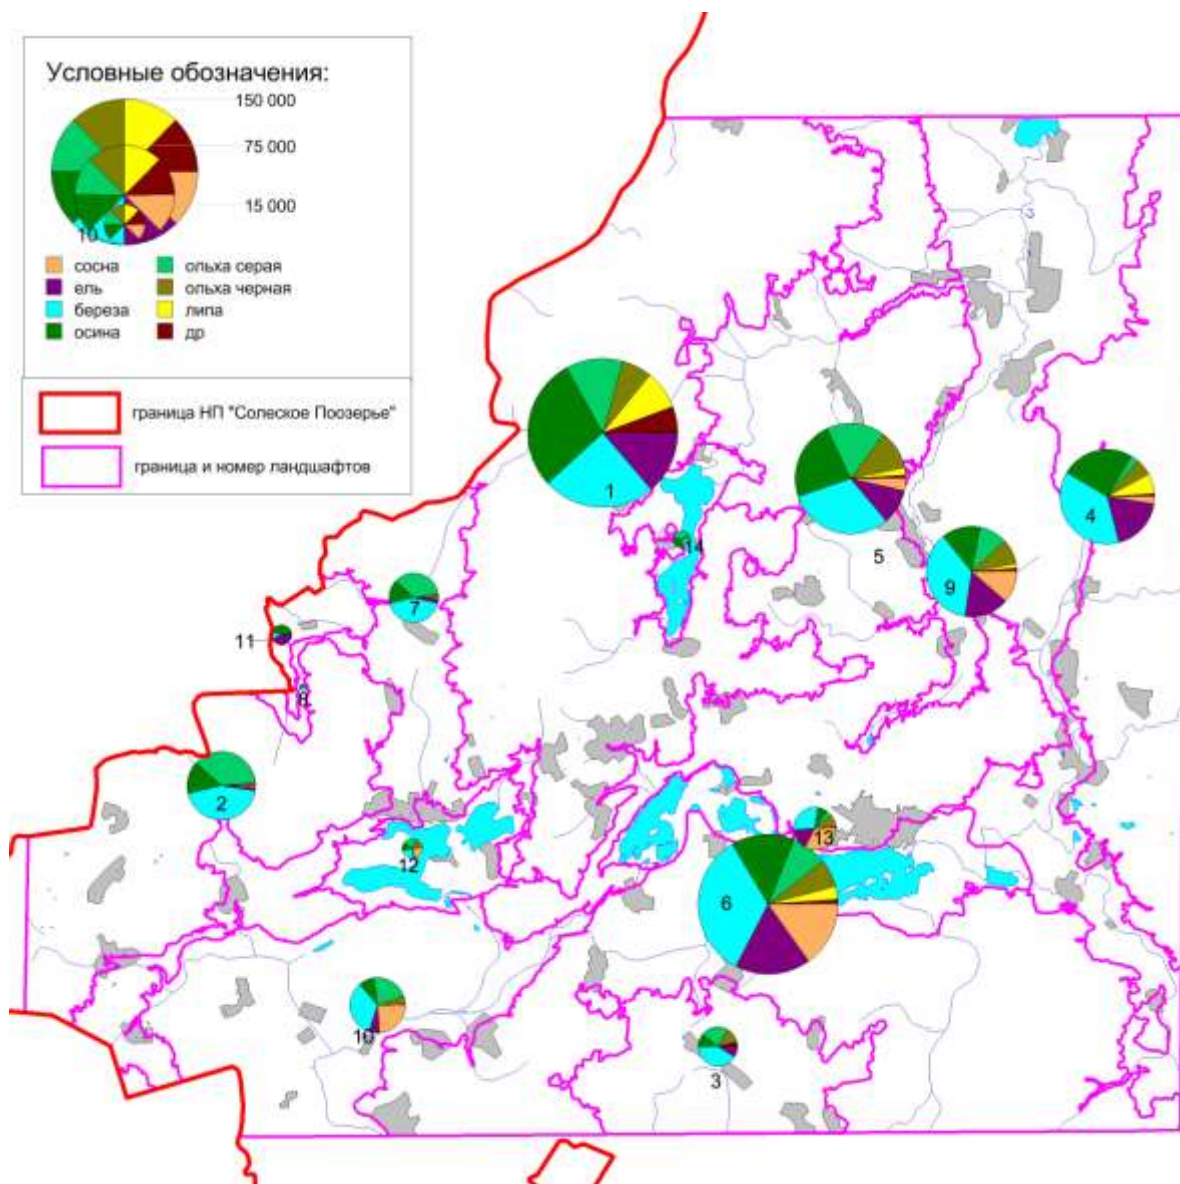 Условные обозначения:
150 000
75 000
15 000
10
сосна
ольха серая
ель
ольха черная
береза
липа
осина
др
граница НП "Солеское Поозерье"
граница и номер ландшафтов
1
14
5
4
9
7
11
8
2
13
12
6
10
3